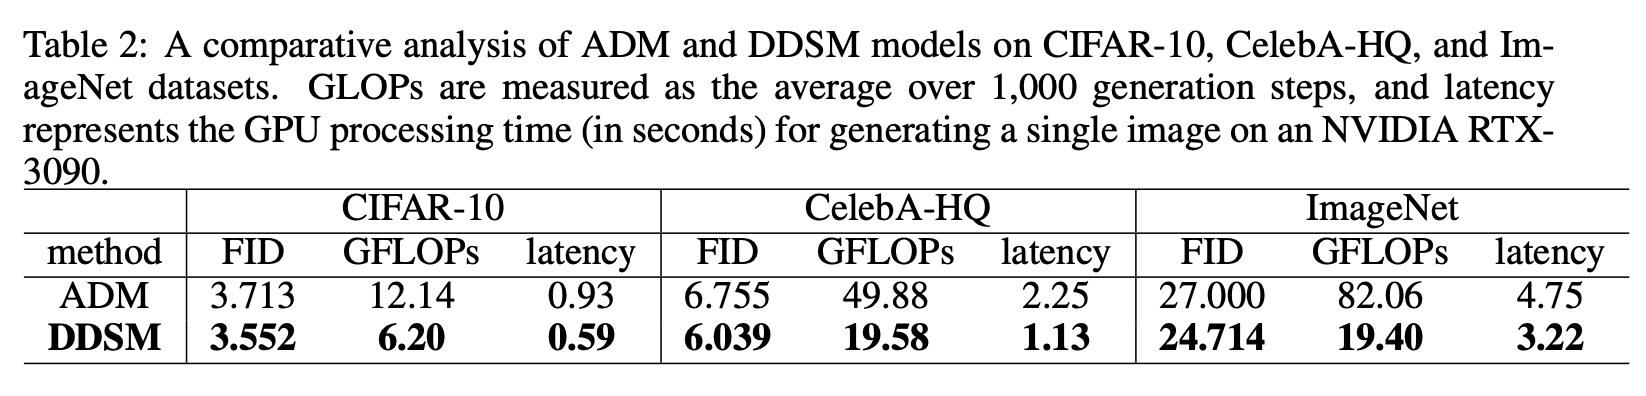 Table 2: A comparative analysis of ADM and DDSM models on CIFAR-10, CelebA-HQ, and Im-
ageNet datasets. GLOPs are measured as the average over 1,000 generation steps, and latency
represents the GPU processing time (in seconds) for generating a single image on an NVIDIA RTX-
3090.
CIFAR-10 CelebA-HQ ImageNet
method FID GFLOPs latency FID GFLOPs latency FID GFLOPs latency
ADM 3.713 12.14 0.93 6.755 49.88 2.25 27.000 82.06 4.75
DDSM 3.552 6.20 0.59 6.039 19.58 1.13 24.714 19.40 3.22